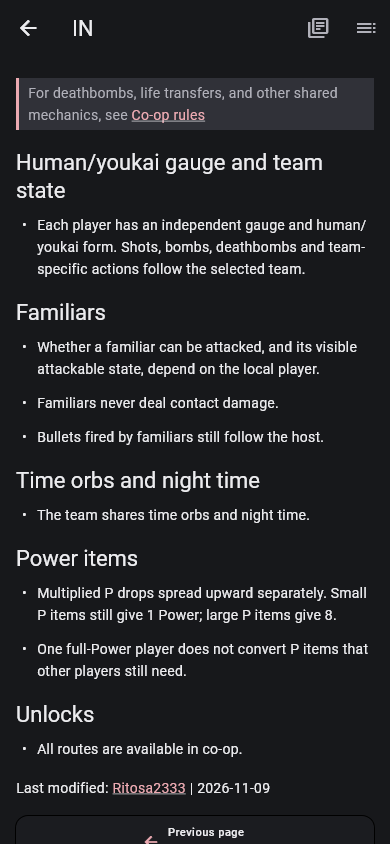 IN
For deathbombs, life transfers, and other shared
mechanics, see Co-op rules
Human/youkai gauge and team
state
• Each player has an independent gauge and human/
youkai form. Shots, bombs, deathbombs and team-
specific actions follow the selected team.
Familiars
• Whether a familiar can be attacked, and its visible
attackable state, depend on the local player.
• Familiars never deal contact damage.
• Bullets fired by familiars still follow the host.
Time orbs and night time
• The team shares time orbs and night time.
Power items
• Multiplied P drops spread upward separately. Small
P items still give 1 Power; large P items give 8.
• One full-Power player does not convert P items that
other players still need.
Unlocks
• All routes are available in co-op.
Last modified: Ritosa2333 | 2026-11-09
Previous page